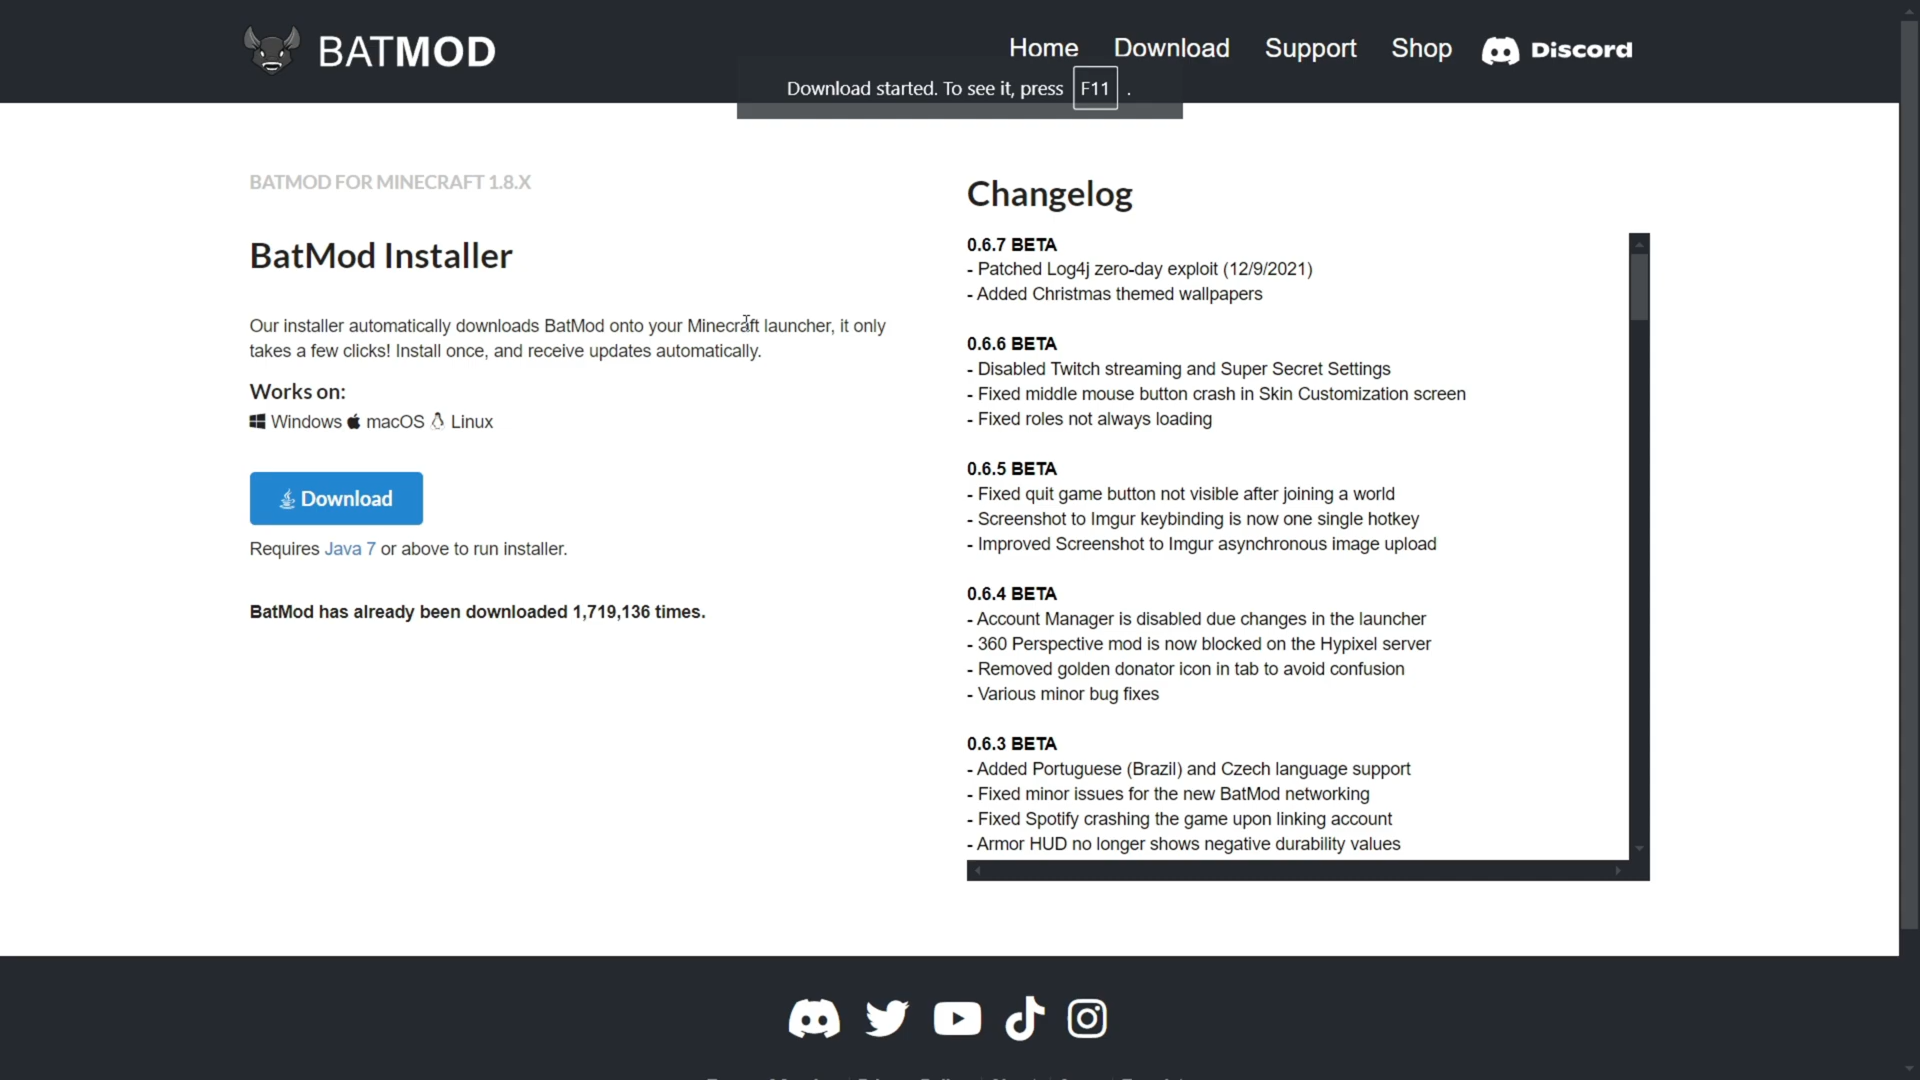 BATMOD
Home Download Support Shop Discord
Download started. To see it, press F11 .
BATMOD FOR MINECRAFT 1.8.X
BatMod Installer
Our installer automatically downloads BatMod onto your Minecraft launcher, it only
takes a few clicks! Install once, and receive updates automatically.
Works on:
Windows macOS Linux
Download
Requires Java 7 or above to run installer.
BatMod has already been downloaded 1,719,136 times.
Changelog
0.6.7 BETA
- Patched Log4j zero-day exploit (12/9/2021)
- Added Christmas themed wallpapers
0.6.6 BETA
- Disabled Twitch streaming and Super Secret Settings
- Fixed middle mouse button crash in Skin Customization screen
- Fixed roles not always loading
0.6.5 BETA
- Fixed quit game button not visible after joining a world
- Screenshot to Imgur keybinding is now one single hotkey
- Improved Screenshot to Imgur asynchronous image upload
0.6.4 BETA
- Account Manager is disabled due changes in the launcher
- 360 Perspective mod is now blocked on the Hypixel server
- Removed golden donator icon in tab to avoid confusion
- Various minor bug fixes
0.6.3 BETA
- Added Portuguese (Brazil) and Czech language support
- Fixed minor issues for the new BatMod networking
- Fixed Spotify crashing the game upon linking account
- Armor HUD no longer shows negative durability values